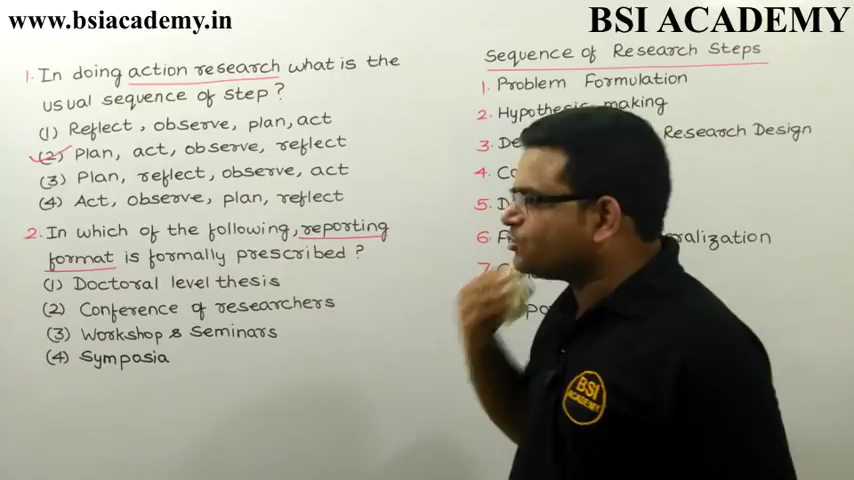 www.bsiacademy.in
BSI ACADEMY
1. In doing action research what is the
usual sequence of step?
(1) Reflect, observe, plan, act
(2) Plan, act, observe, reflect
(3) Plan, reflect, observe, act
(4) Act, observe, plan, reflect
2. In which of the following, reporting
format is formally prescribed?
(1) Doctoral level thesis
(2) Conference of researchers
(3) Workshop & Seminars
(4) Symposia
Sequence of Research Steps
1. Problem Formulation
2. Hypothesis making
3. Research Design
4.
5.
6.
7.
BSI
ACADEMY